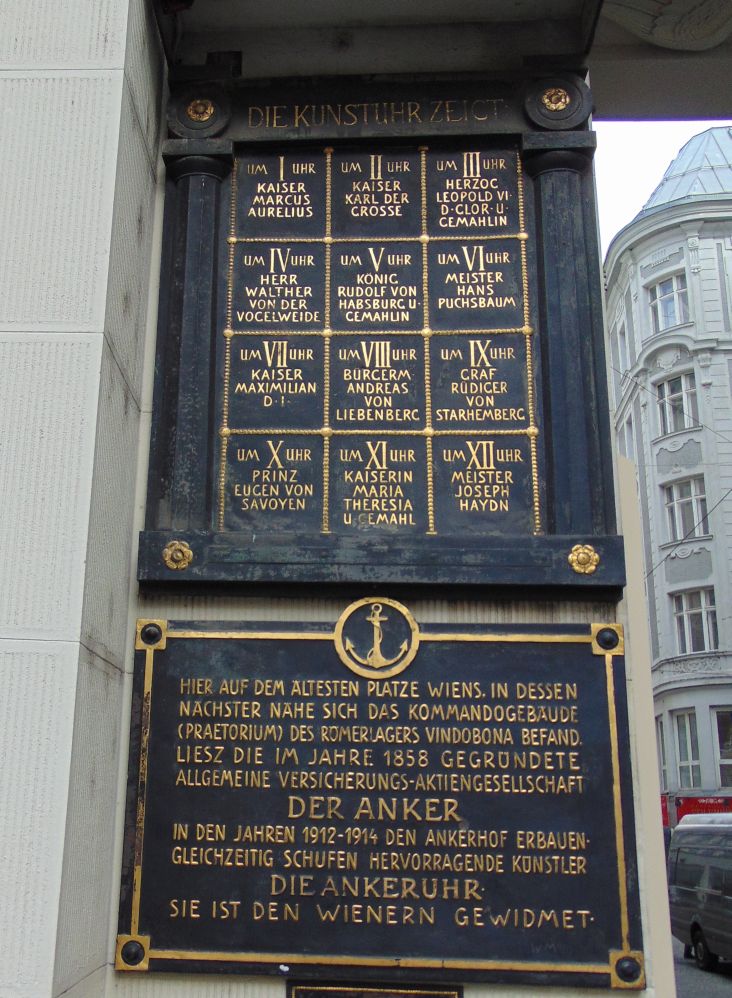 DIE KUNSTUHR ZEIGT
UM I UHR
KAISER
MARCUS
AURELIUS
UM II UHR
KAISER
KARL DER
GROSSE
UM III UHR
HERZOG
LEOPOLD VI·
D·GLOR·U·
GEMAHLIN
UM IV UHR
HERR
WALTHER
VON DER
VOGELWEIDE
UM V UHR
KÖNIG
RUDOLF VON
HABSBURG U·
GEMAHLIN
UM VI UHR
MEISTER
HANS
PUCHSBAUM
UM VII UHR
KAISER
MAXIMILIAN
D·I·
UM VIII UHR
BÜRGERM·
ANDREAS
VON
LIEBENBERG
UM IX UHR
GRAF
RÜDIGER
VON
STARHEMBERG
UM X UHR
PRINZ
EUGEN VON
SAVOYEN
UM XI UHR
KAISERIN
MARIA
THERESIA
U·GEMAHL
UM XII UHR
MEISTER
JOSEPH
HAYDN
HIER AUF DEM ÄLTESTEN PLATZE WIENS, IN DESSEN
NÄCHSTER NÄHE SICH DAS KOMMANDOGEBÄUDE
(PRAETORIUM) DES RÖMERLAGERS VINDOBONA BEFAND,
LIESZ DIE IM JAHRE 1858 GEGRÜNDETE,
ALLGEMEINE VERSICHERUNGS-AKTIENGESELLSCHAFT
DER ANKER
IN DEN JAHREN 1912-1914 DEN ANKERHOF ERBAUEN·
GLEICHZEITIG SCHUFEN HERVORRAGENDE KÜNSTLER
DIE ANKERUHR·
SIE IST DEN WIENERN GEWIDMET·